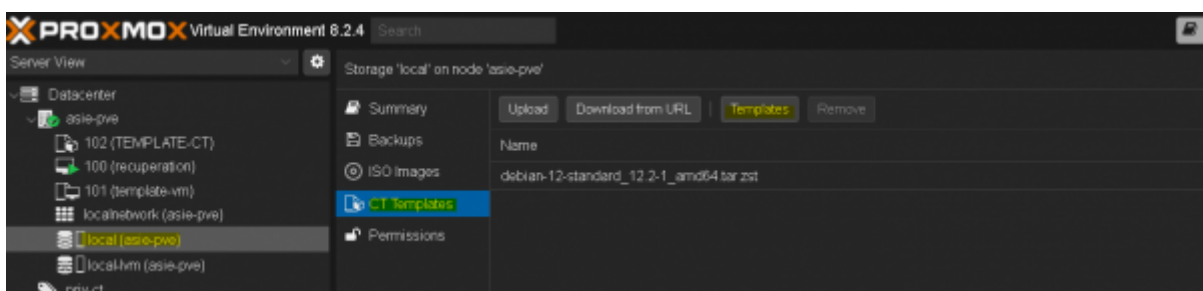 PROXMOX Virtual Environment 8.2.4 Search
Server View
Storage 'local' on node 'asie-pve'
Datacenter
asie-pve
102 (TEMPLATE-CT)
100 (recuperation)
101 (template-vm)
localnetwork (asie-pve)
local (asie-pve)
local-lvm (asie-pve)
priv.ct
Summary
Backups
ISO Images
CT Templates
Permissions
Upload Download from URL Templates Remove
Name
debian-12-standard_12.2-1_amd64.tar.zst